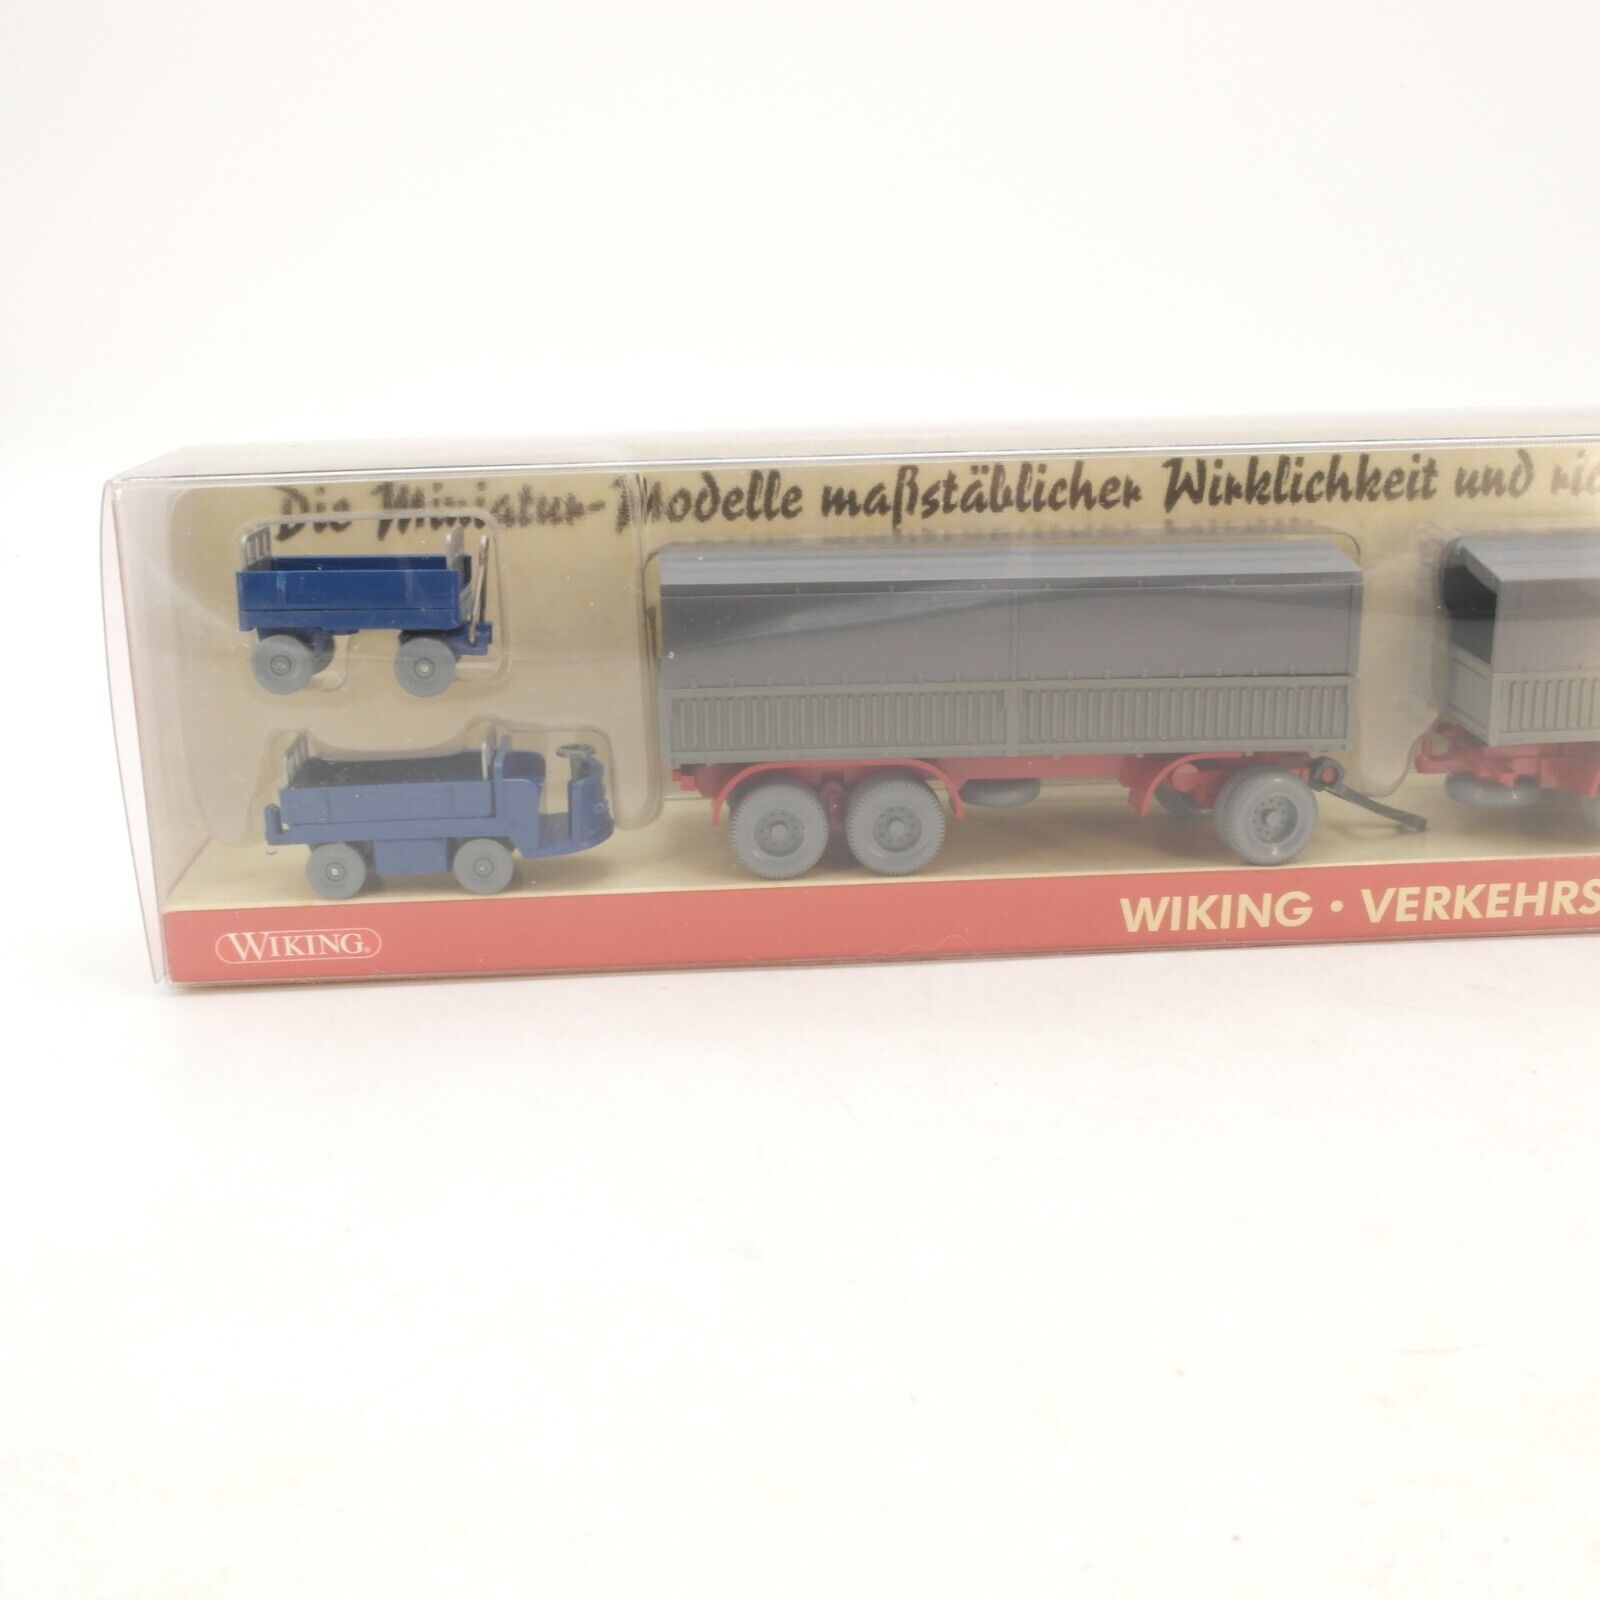 Die Miniatur-Modelle maßstäblicher Wirklichkeit und
WIKING • VERKEHRS
WIKING®